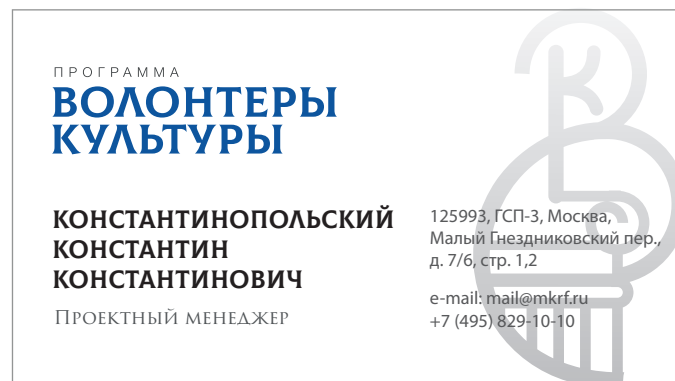 ПРОГРАММА
ВОЛОНТЕРЫ
КУЛЬТУРЫ
КОНСТАНТИНОПОЛЬСКИЙ
КОНСТАНТИН
КОНСТАНТИНОВИЧ
Проектный менеджер
125993, ГСП-3, Москва,
Малый Гнездниковский пер.,
д. 7/6, стр. 1,2
e-mail: mail@mkrf.ru
+7 (495) 829-10-10